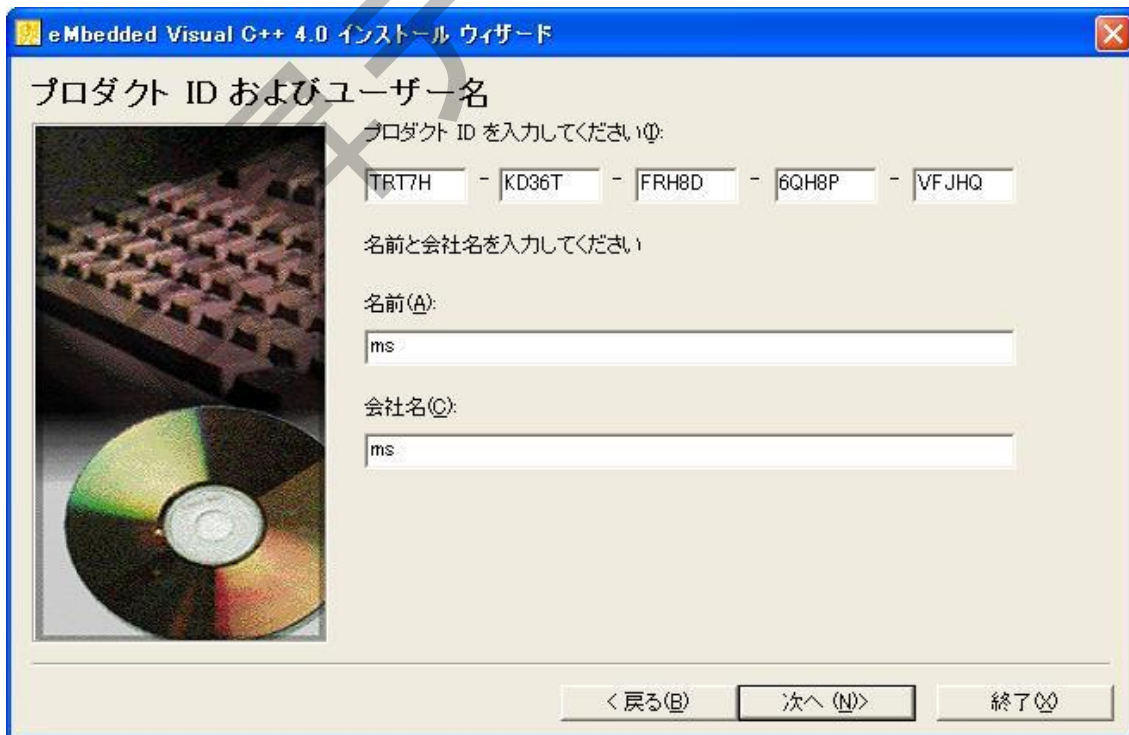 eMbedded Visual C++ 4.0 インストール ウィザード
プロダクト ID およびユーザー名
プロダクト ID を入力してください(I):
TRT7H - KD36T - FRH8D - 6QH8P - VFJHQ
名前と会社名を入力してください
名前(A):
ms
会社名(C):
ms
< 戻る(B) 次へ (N)> 終了(X)